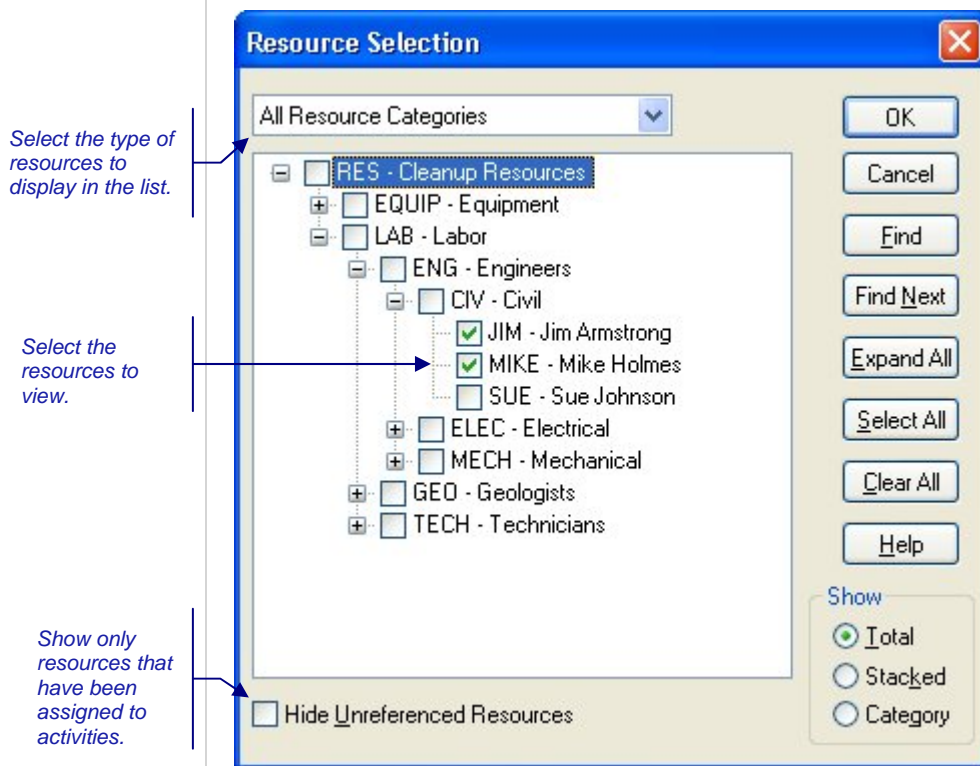 Resource Selection
Select the type of
resources to
display in the list.
All Resource Categories
OK
RES - Cleanup Resources
Cancel
EQUIP - Equipment
LAB - Labor
Find
ENG - Engineers
CIV - Civil
Find Next
JIM - Jim Armstrong
Select the
resources to
view.
MIKE - Mike Holmes
Expand All
SUE - Sue Johnson
ELEC - Electrical
Select All
MECH - Mechanical
GEO - Geologists
Clear All
TECH - Technicians
Help
Show
Total
Stacked
Category
Show only
resources that
have been
assigned to
activities.
Hide Unreferenced Resources